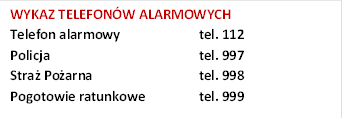 WYKAZ TELEFONÓW ALARMOWYCH
Telefon alarmowy tel. 112
Policja tel. 997
Straż Pożarna tel. 998
Pogotowie ratunkowe tel. 999